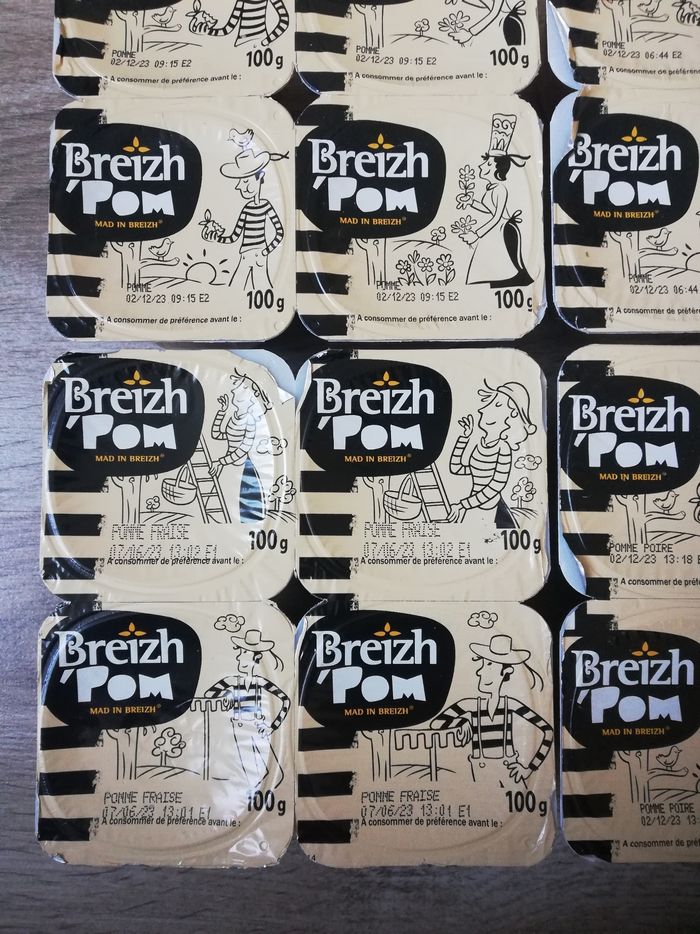 POMME
02/12/23 09:15 E2
100g
A consommer de préférence avant le :
POMME
02/12/23 09:15 E2
100g
A consommer de préférence avant le :
POMME
02/12/23 06:44 E2
A consommer de préférence avant le :
Breizh
'Pom
MAD IN BREIZH®
POMME
02/12/23 09:15 E2
100g
A consommer de préférence avant le :
Breizh
'Pom
MAD IN BREIZH®
POMME
02/12/23 09:15 E2
100g
A consommer de préférence avant le :
Breizh
'Pom
MAD IN BREIZH®
POMME
02/12/23 06:44
A consommer de préfér
Breizh
'Pom
MAD IN BREIZH®
POMME FRAISE
07/06/23 13:02 E1
100g
A consommer de préférence avant le :
Breizh
'Pom
MAD IN BREIZH®
POMME FRAISE
07/06/23 13:02 E1
100g
A consommer de préférence avant le :
Breizh
'Pom
MAD IN BREIZH®
POMME POIRE
02/12/23 13:18 E
A consommer de préfér
Breizh
'Pom
MAD IN BREIZH®
POMME FRAISE
07/06/23 13:01 E1
100g
A consommer de préférence avant le :
Breizh
'Pom
MAD IN BREIZH®
POMME FRAISE
07/06/23 13:01 E1
100g
A consommer de préférence avant le :
Breizh
'Pom
MAD IN BREIZH®
POMME POIRE
02/12/23 13
A consommer de préfér